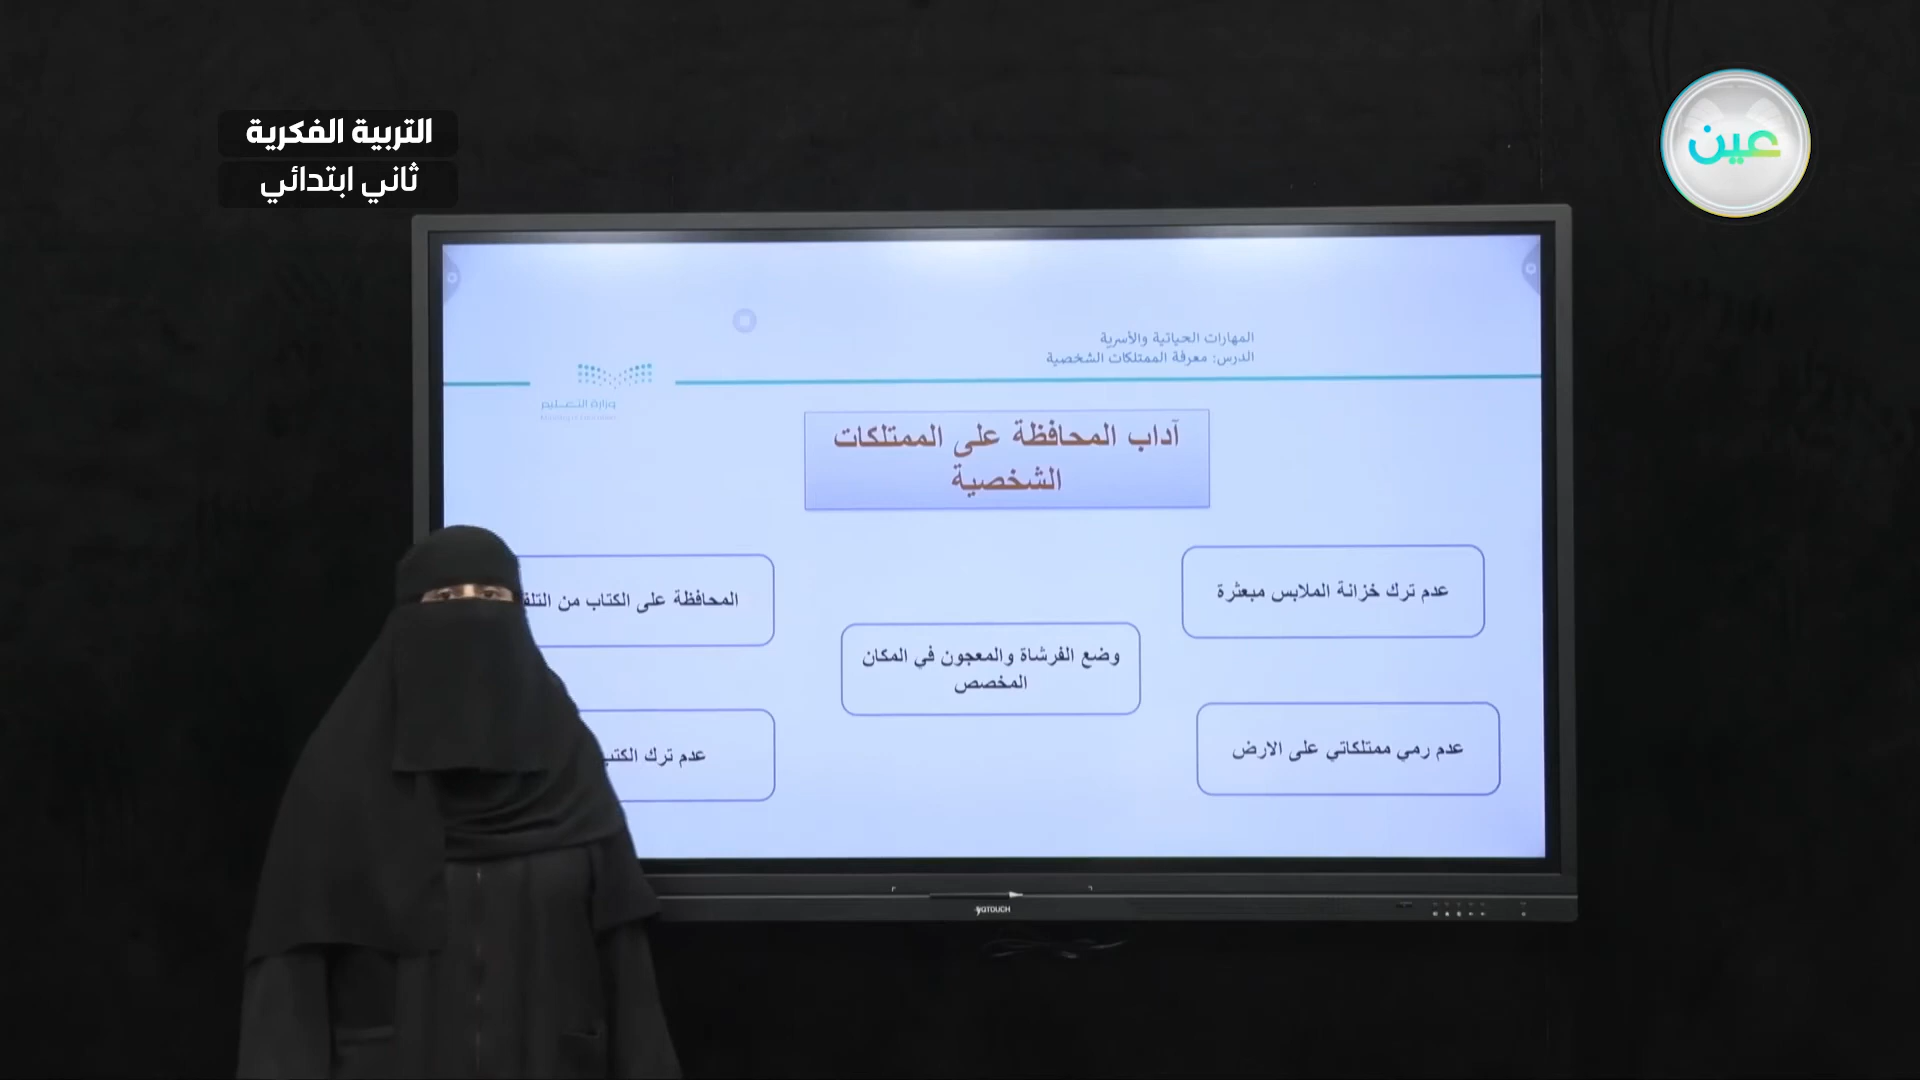 التربية الفكرية
ثاني ابتدائي
عين
المهارات الحياتية والأسرية
الدرس: معرفة الممتلكات الشخصية
وزارة التعليم
آداب المحافظة على الممتلكات
الشخصية
عدم ترك خزانة الملابس مبعثرة
المحافظة على الكتاب من
وضع الفرشاة والمعجون في المكان
المخصص
عدم رمي ممتلكاتي على الارض
عدم ترك